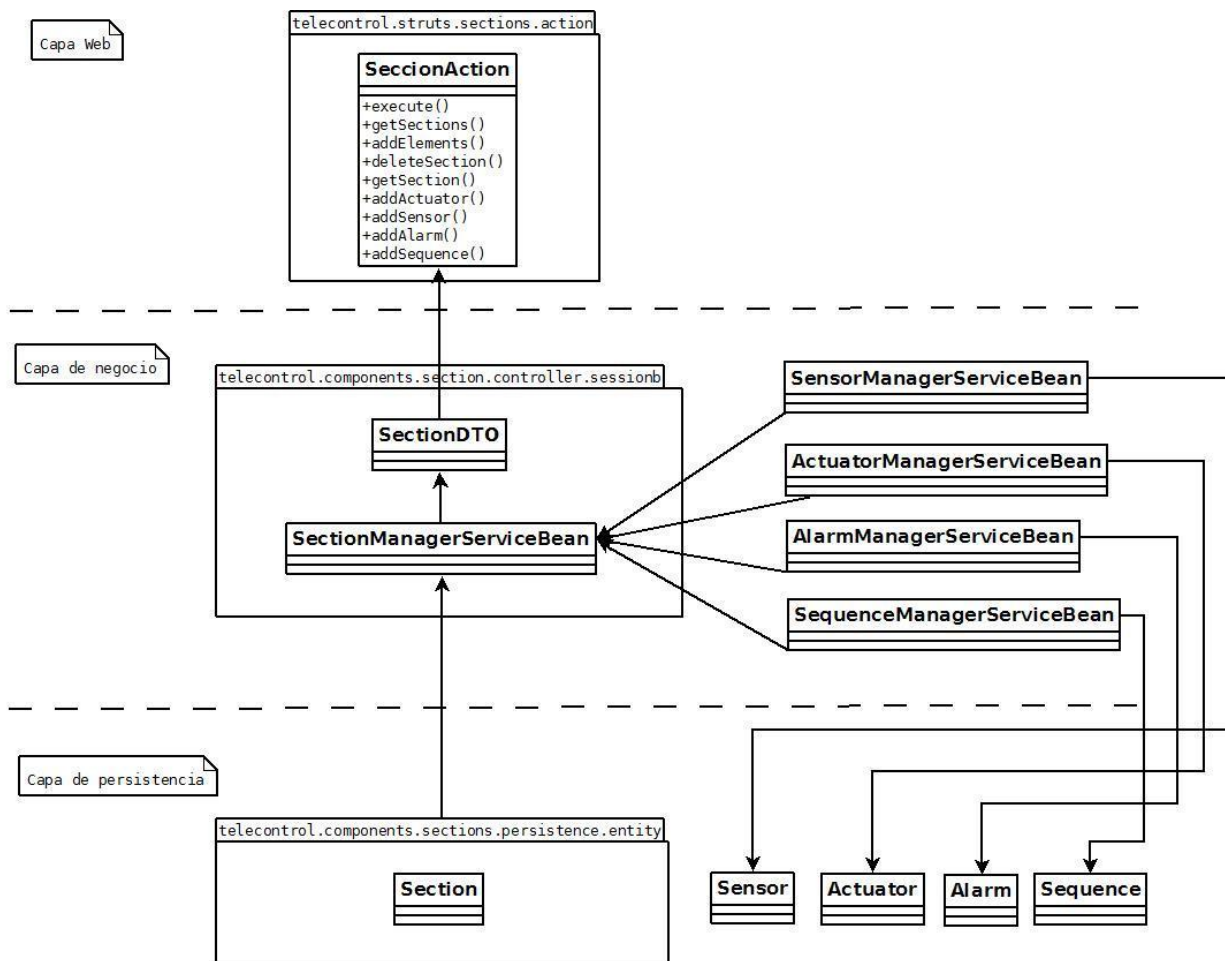 telecontrol.struts.sections.action
Capa Web
SeccionAction
+execute()
+getSections()
+addElements()
+deleteSection()
+getSection()
+addActuator()
+addSensor()
+addAlarm()
+addSequence()
Capa de negocio
telecontrol.components.section.controller.sessionb
SensorManagerServiceBean
SectionDTO
ActuatorManagerServiceBean
SectionManagerServiceBean
AlarmManagerServiceBean
SequenceManagerServiceBean
Capa de persistencia
telecontrol.components.sections.persistence.entity
Section
Sensor
Actuator
Alarm
Sequence